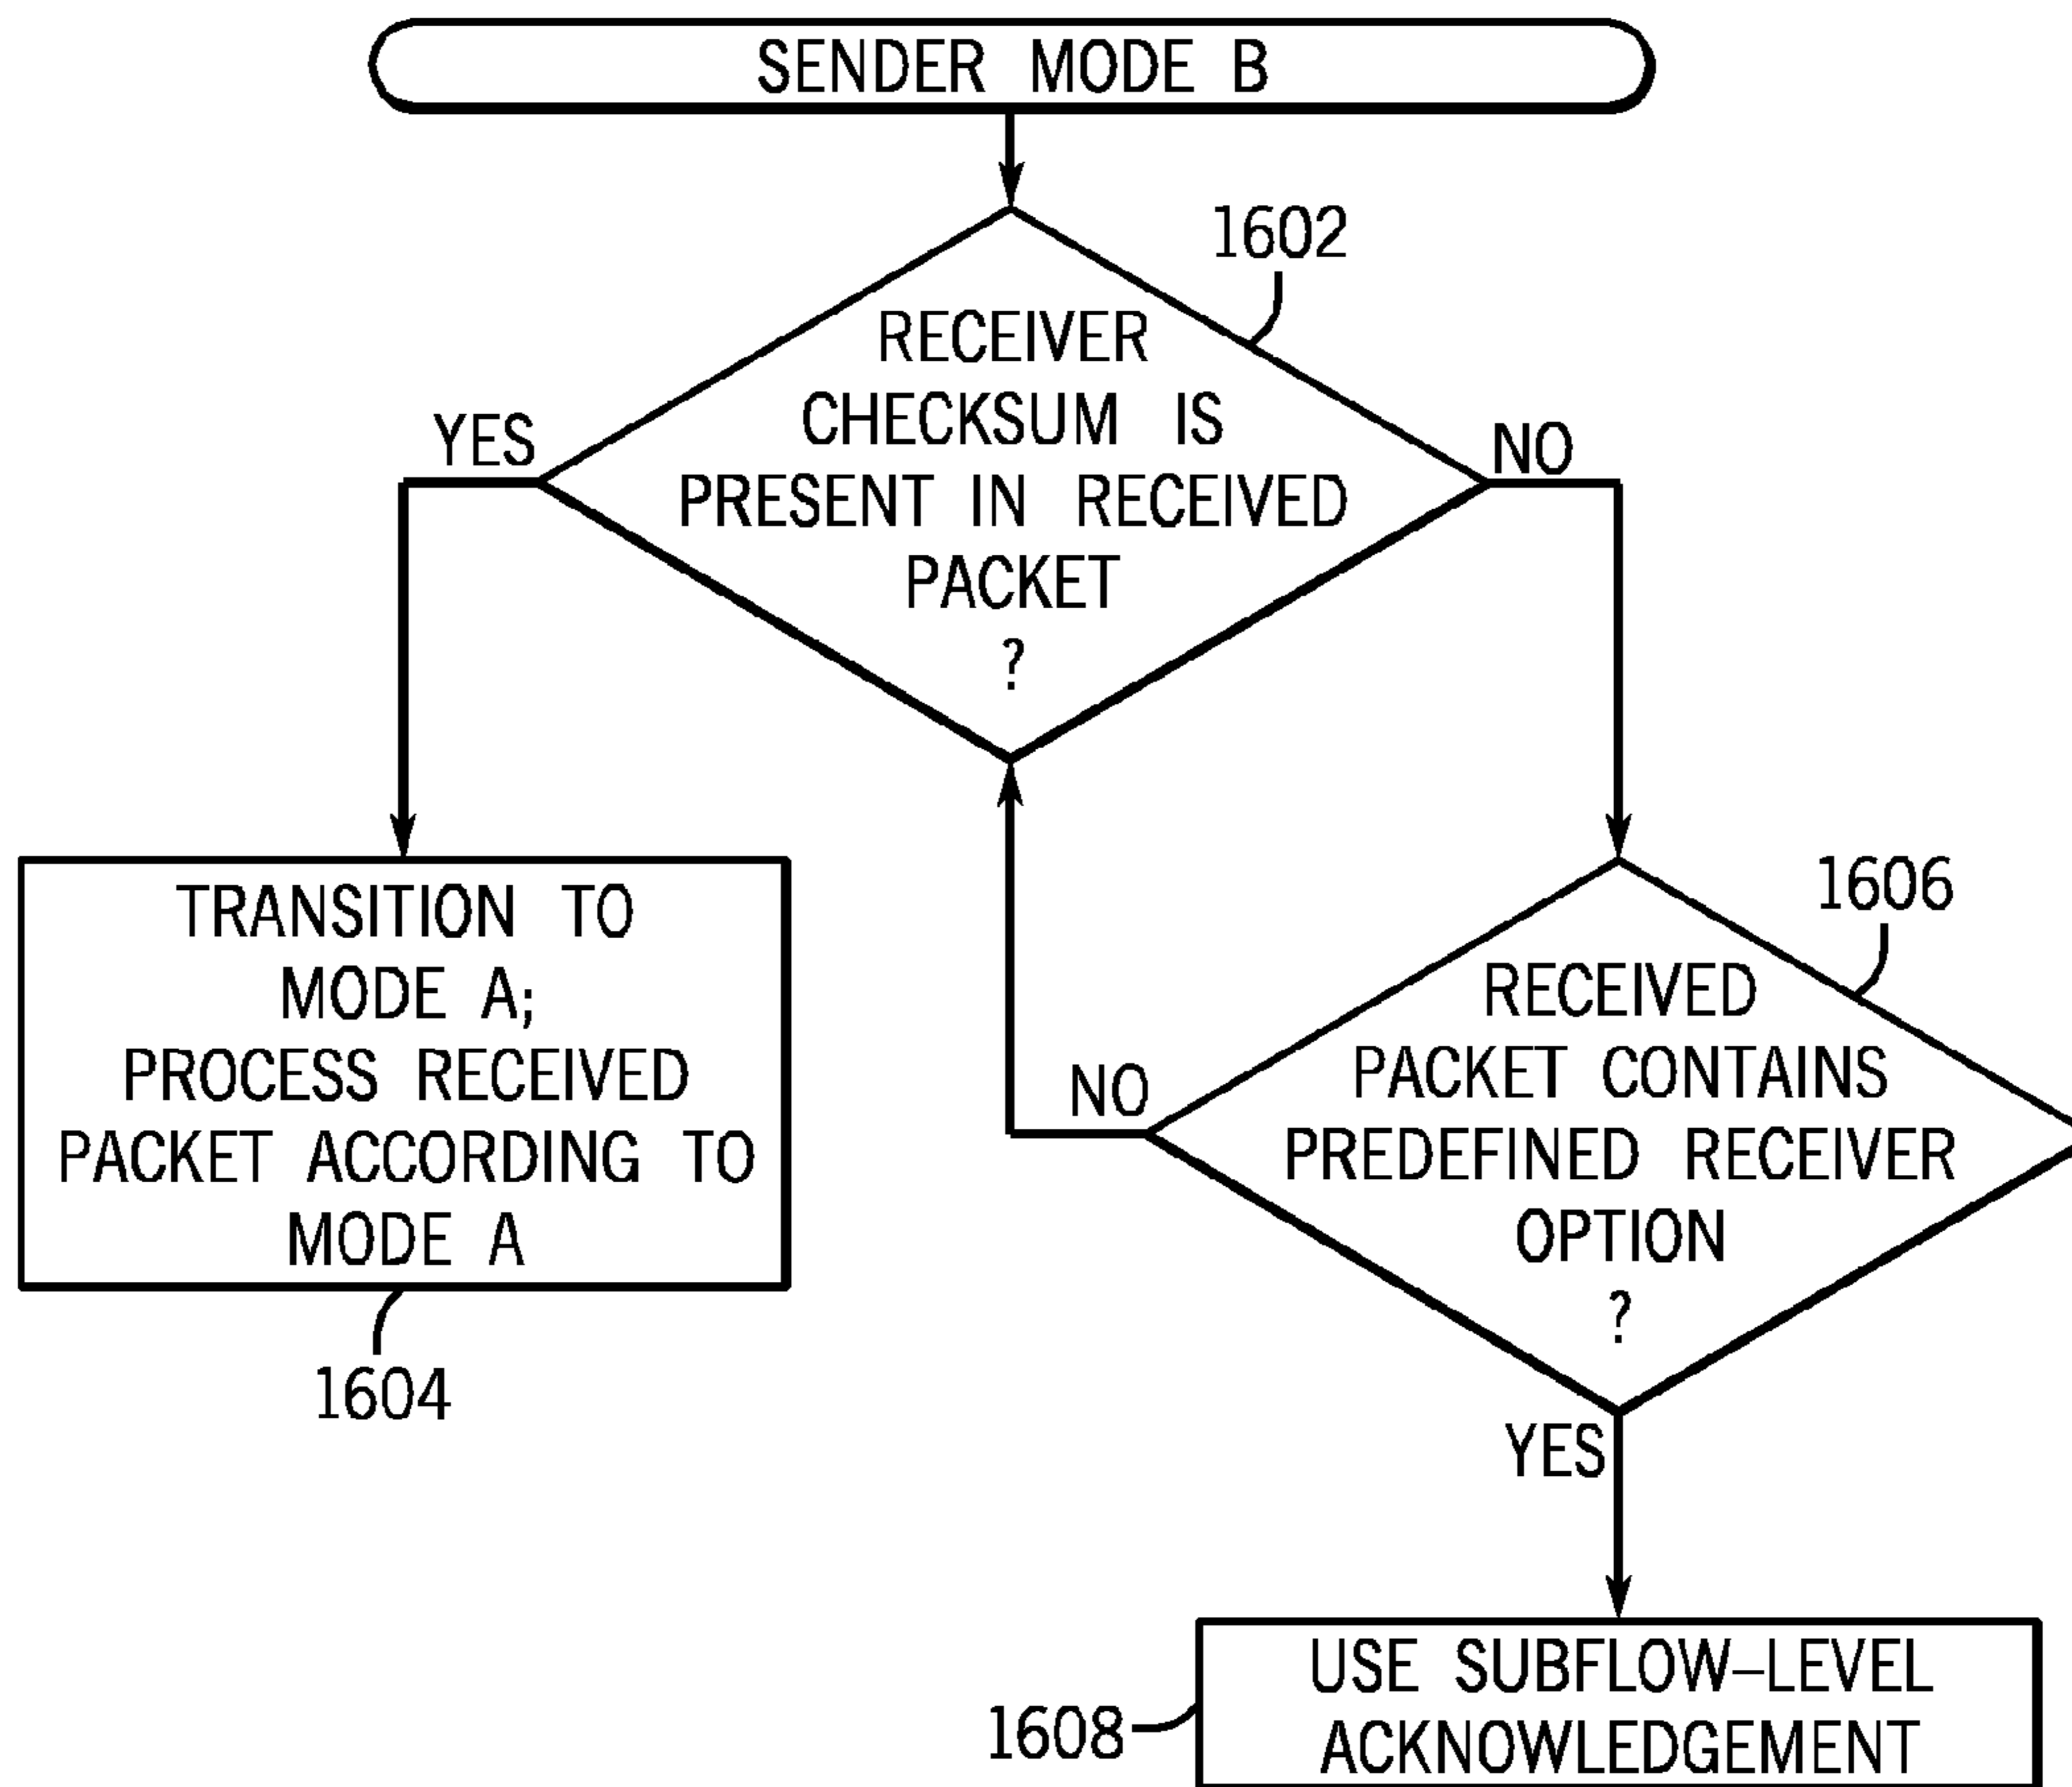 SENDER MODE B
1602
RECEIVER
CHECKSUM IS
PRESENT IN RECEIVED
PACKET
?
YES
NO
TRANSITION TO
MODE A;
PROCESS RECEIVED
PACKET ACCORDING TO
MODE A
1604
1606
RECEIVED
PACKET CONTAINS
PREDEFINED RECEIVER
OPTION
?
NO
YES
USE SUBFLOW–LEVEL
ACKNOWLEDGEMENT
1608